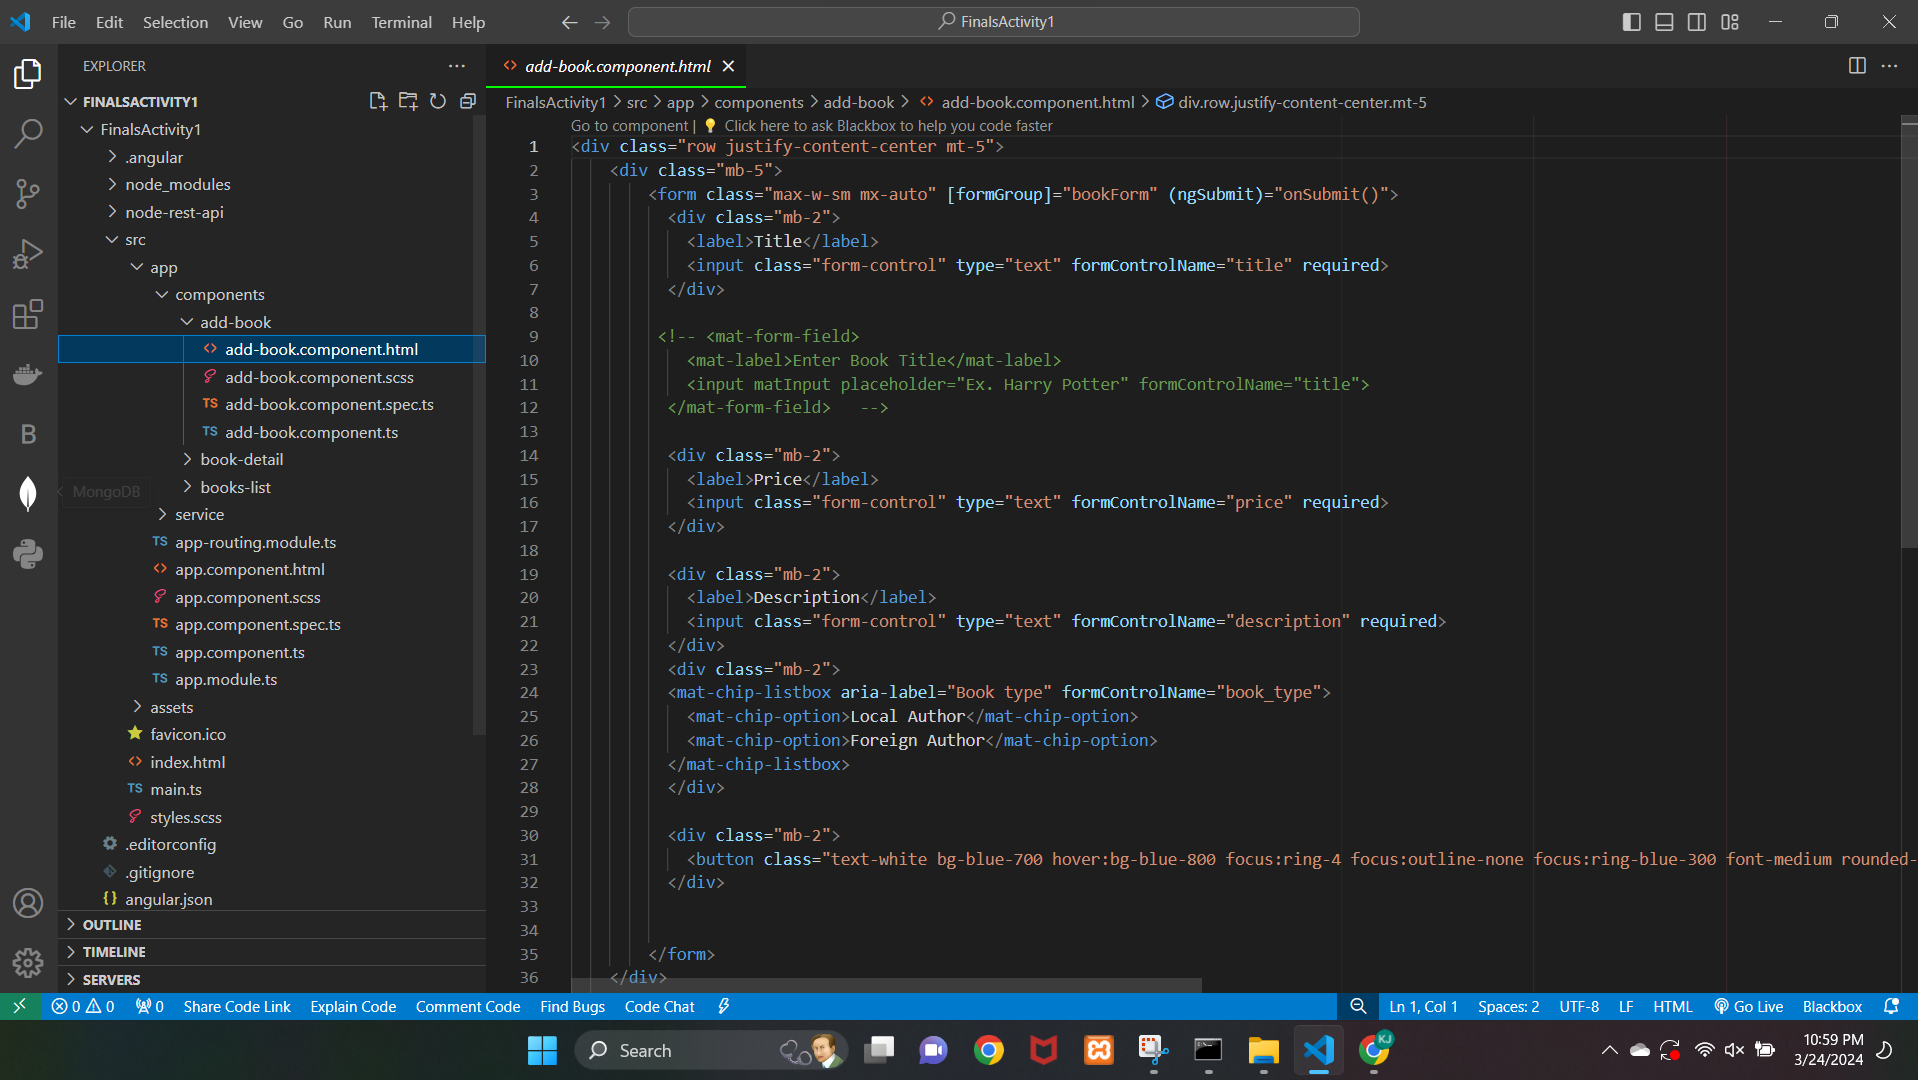 File Edit Selection View Go Run Terminal Help
FinalsActivity1
EXPLORER
FINALSACTIVITY1
FinalsActivity1
.angular
node_modules
node-rest-api
src
app
components
add-book
add-book.component.html
add-book.component.scss
TS add-book.component.spec.ts
TS add-book.component.ts
book-detail
B
books-list
MongoDB
service
TS app-routing.module.ts
app.component.html
app.component.scss
TS app.component.spec.ts
TS app.component.ts
TS app.module.ts
assets
favicon.ico
index.html
TS main.ts
styles.scss
.editorconfig
.gitignore
{} angular.json
OUTLINE
TIMELINE
SERVERS
add-book.component.html
FinalsActivity1 > src > app > components > add-book > add-book.component.html > div.row.justify-content-center.mt-5
Go to component | 💡 Click here to ask Blackbox to help you code faster
1 <div class="row justify-content-center mt-5">
2 <div class="mb-5">
3 <form class="max-w-sm mx-auto" [formGroup]="bookForm" (ngSubmit)="onSubmit()">
4 <div class="mb-2">
5 <label>Title</label>
6 <input class="form-control" type="text" formControlName="title" required>
7 </div>
8
9 <!-- <mat-form-field>
10 <mat-label>Enter Book Title</mat-label>
11 <input matInput placeholder="Ex. Harry Potter" formControlName="title">
12 </mat-form-field> -->
13
14 <div class="mb-2">
15 <label>Price</label>
16 <input class="form-control" type="text" formControlName="price" required>
17 </div>
18
19 <div class="mb-2">
20 <label>Description</label>
21 <input class="form-control" type="text" formControlName="description" required>
22 </div>
23 <div class="mb-2">
24 <mat-chip-listbox aria-label="Book type" formControlName="book_type">
25 <mat-chip-option>Local Author</mat-chip-option>
26 <mat-chip-option>Foreign Author</mat-chip-option>
27 </mat-chip-listbox>
28 </div>
29
30 <div class="mb-2">
31 <button class="text-white bg-blue-700 hover:bg-blue-800 focus:ring-4 focus:outline-none focus:ring-blue-300 font-medium rounded-
32 </div>
33
34
35 </form>
36 </div>
0 0 0 Share Code Link Explain Code Comment Code Find Bugs Code Chat Ln 1, Col 1 Spaces: 2 UTF-8 LF HTML Go Live Blackbox
Search
KJ
10:59 PM
3/24/2024